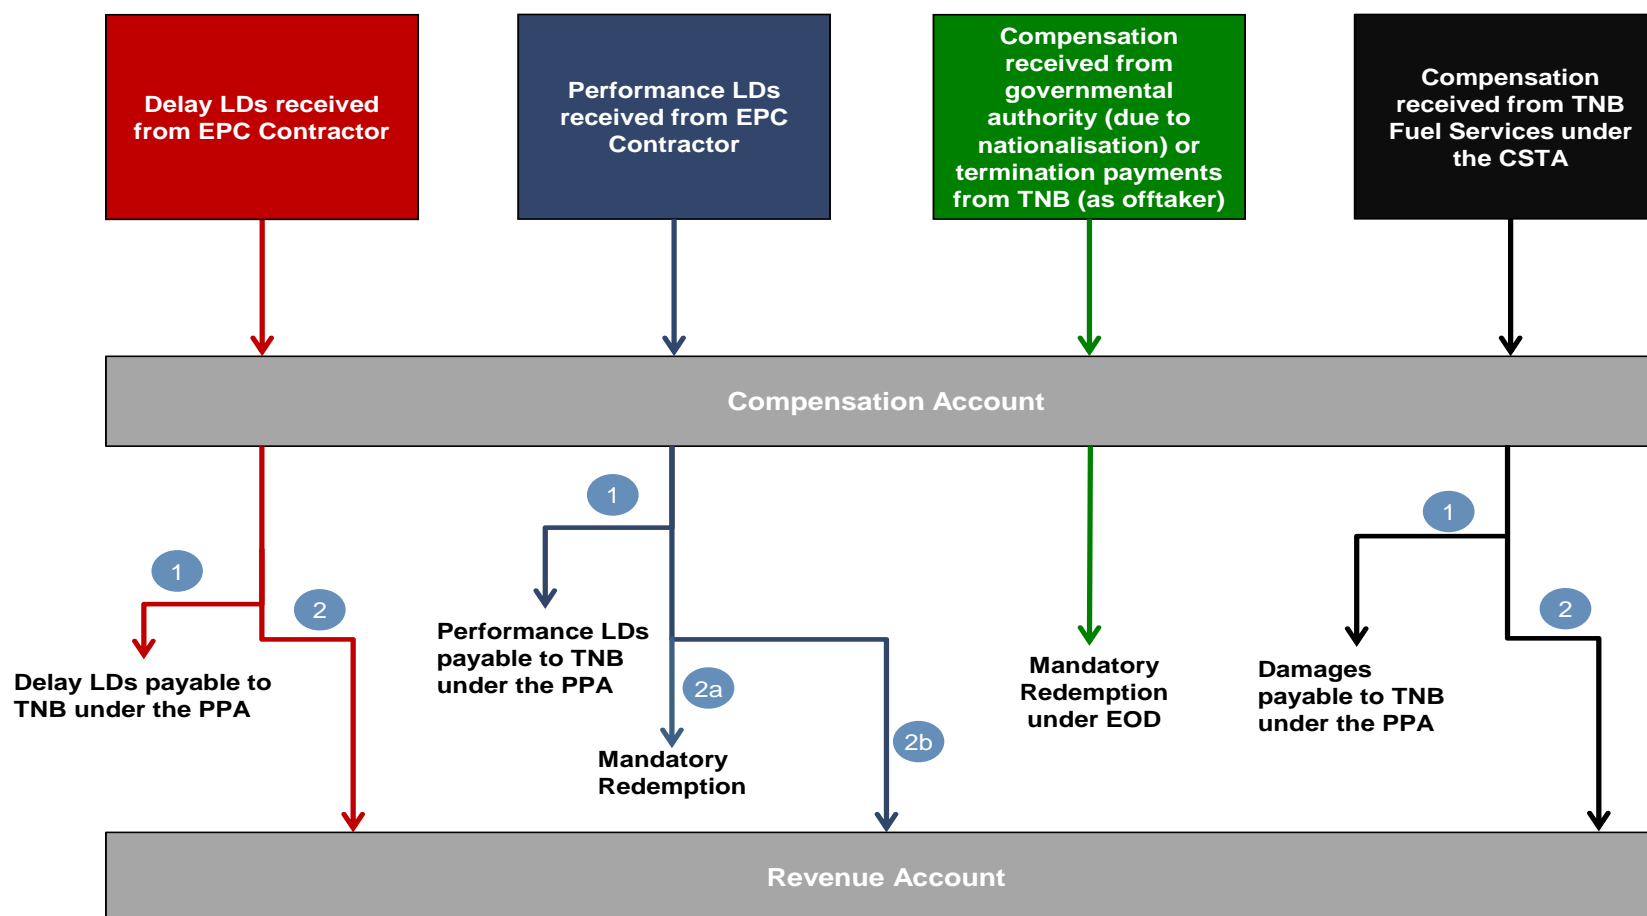 Delay LDs received
from EPC Contractor
Performance LDs
received from EPC
Contractor
Compensation
received from
governmental
authority (due to
nationalisation) or
termination payments
from TNB (as offtaker)
Compensation
received from TNB
Fuel Services under
the CSTA
Compensation Account
1
2
Delay LDs payable to
TNB under the PPA
1
Performance LDs
payable to TNB
under the PPA
2a
Mandatory
Redemption
2b
Mandatory
Redemption
under EOD
1
2
Damages
payable to TNB
under the PPA
Revenue Account